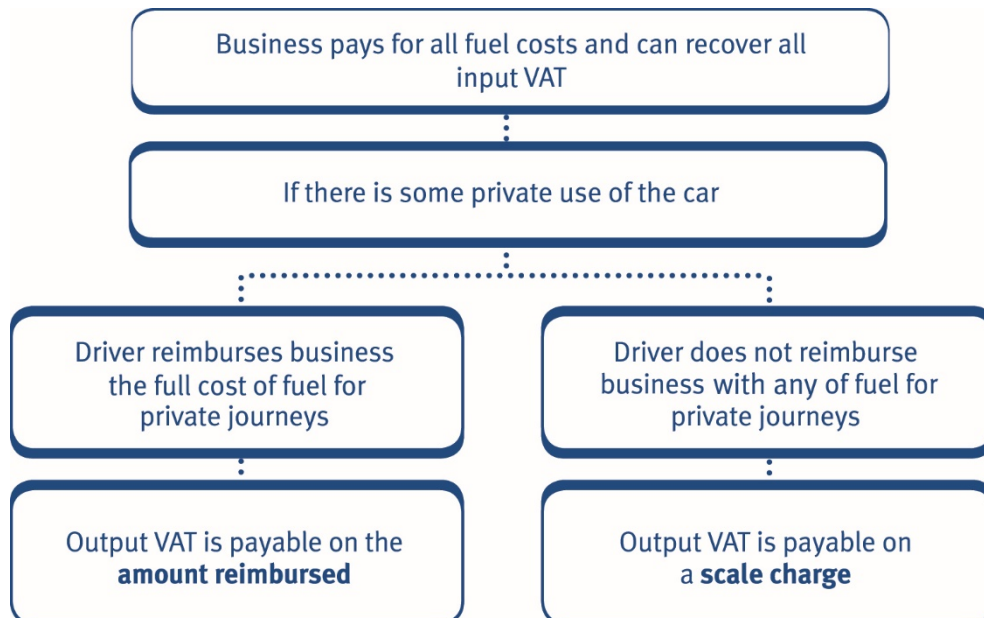 Business pays for all fuel costs and can recover all
input VAT
If there is some private use of the car
Driver reimburses business
the full cost of fuel for
private journeys
Driver does not reimburse
business with any of fuel for
private journeys
Output VAT is payable on the
amount reimbursed
Output VAT is payable on
a scale charge